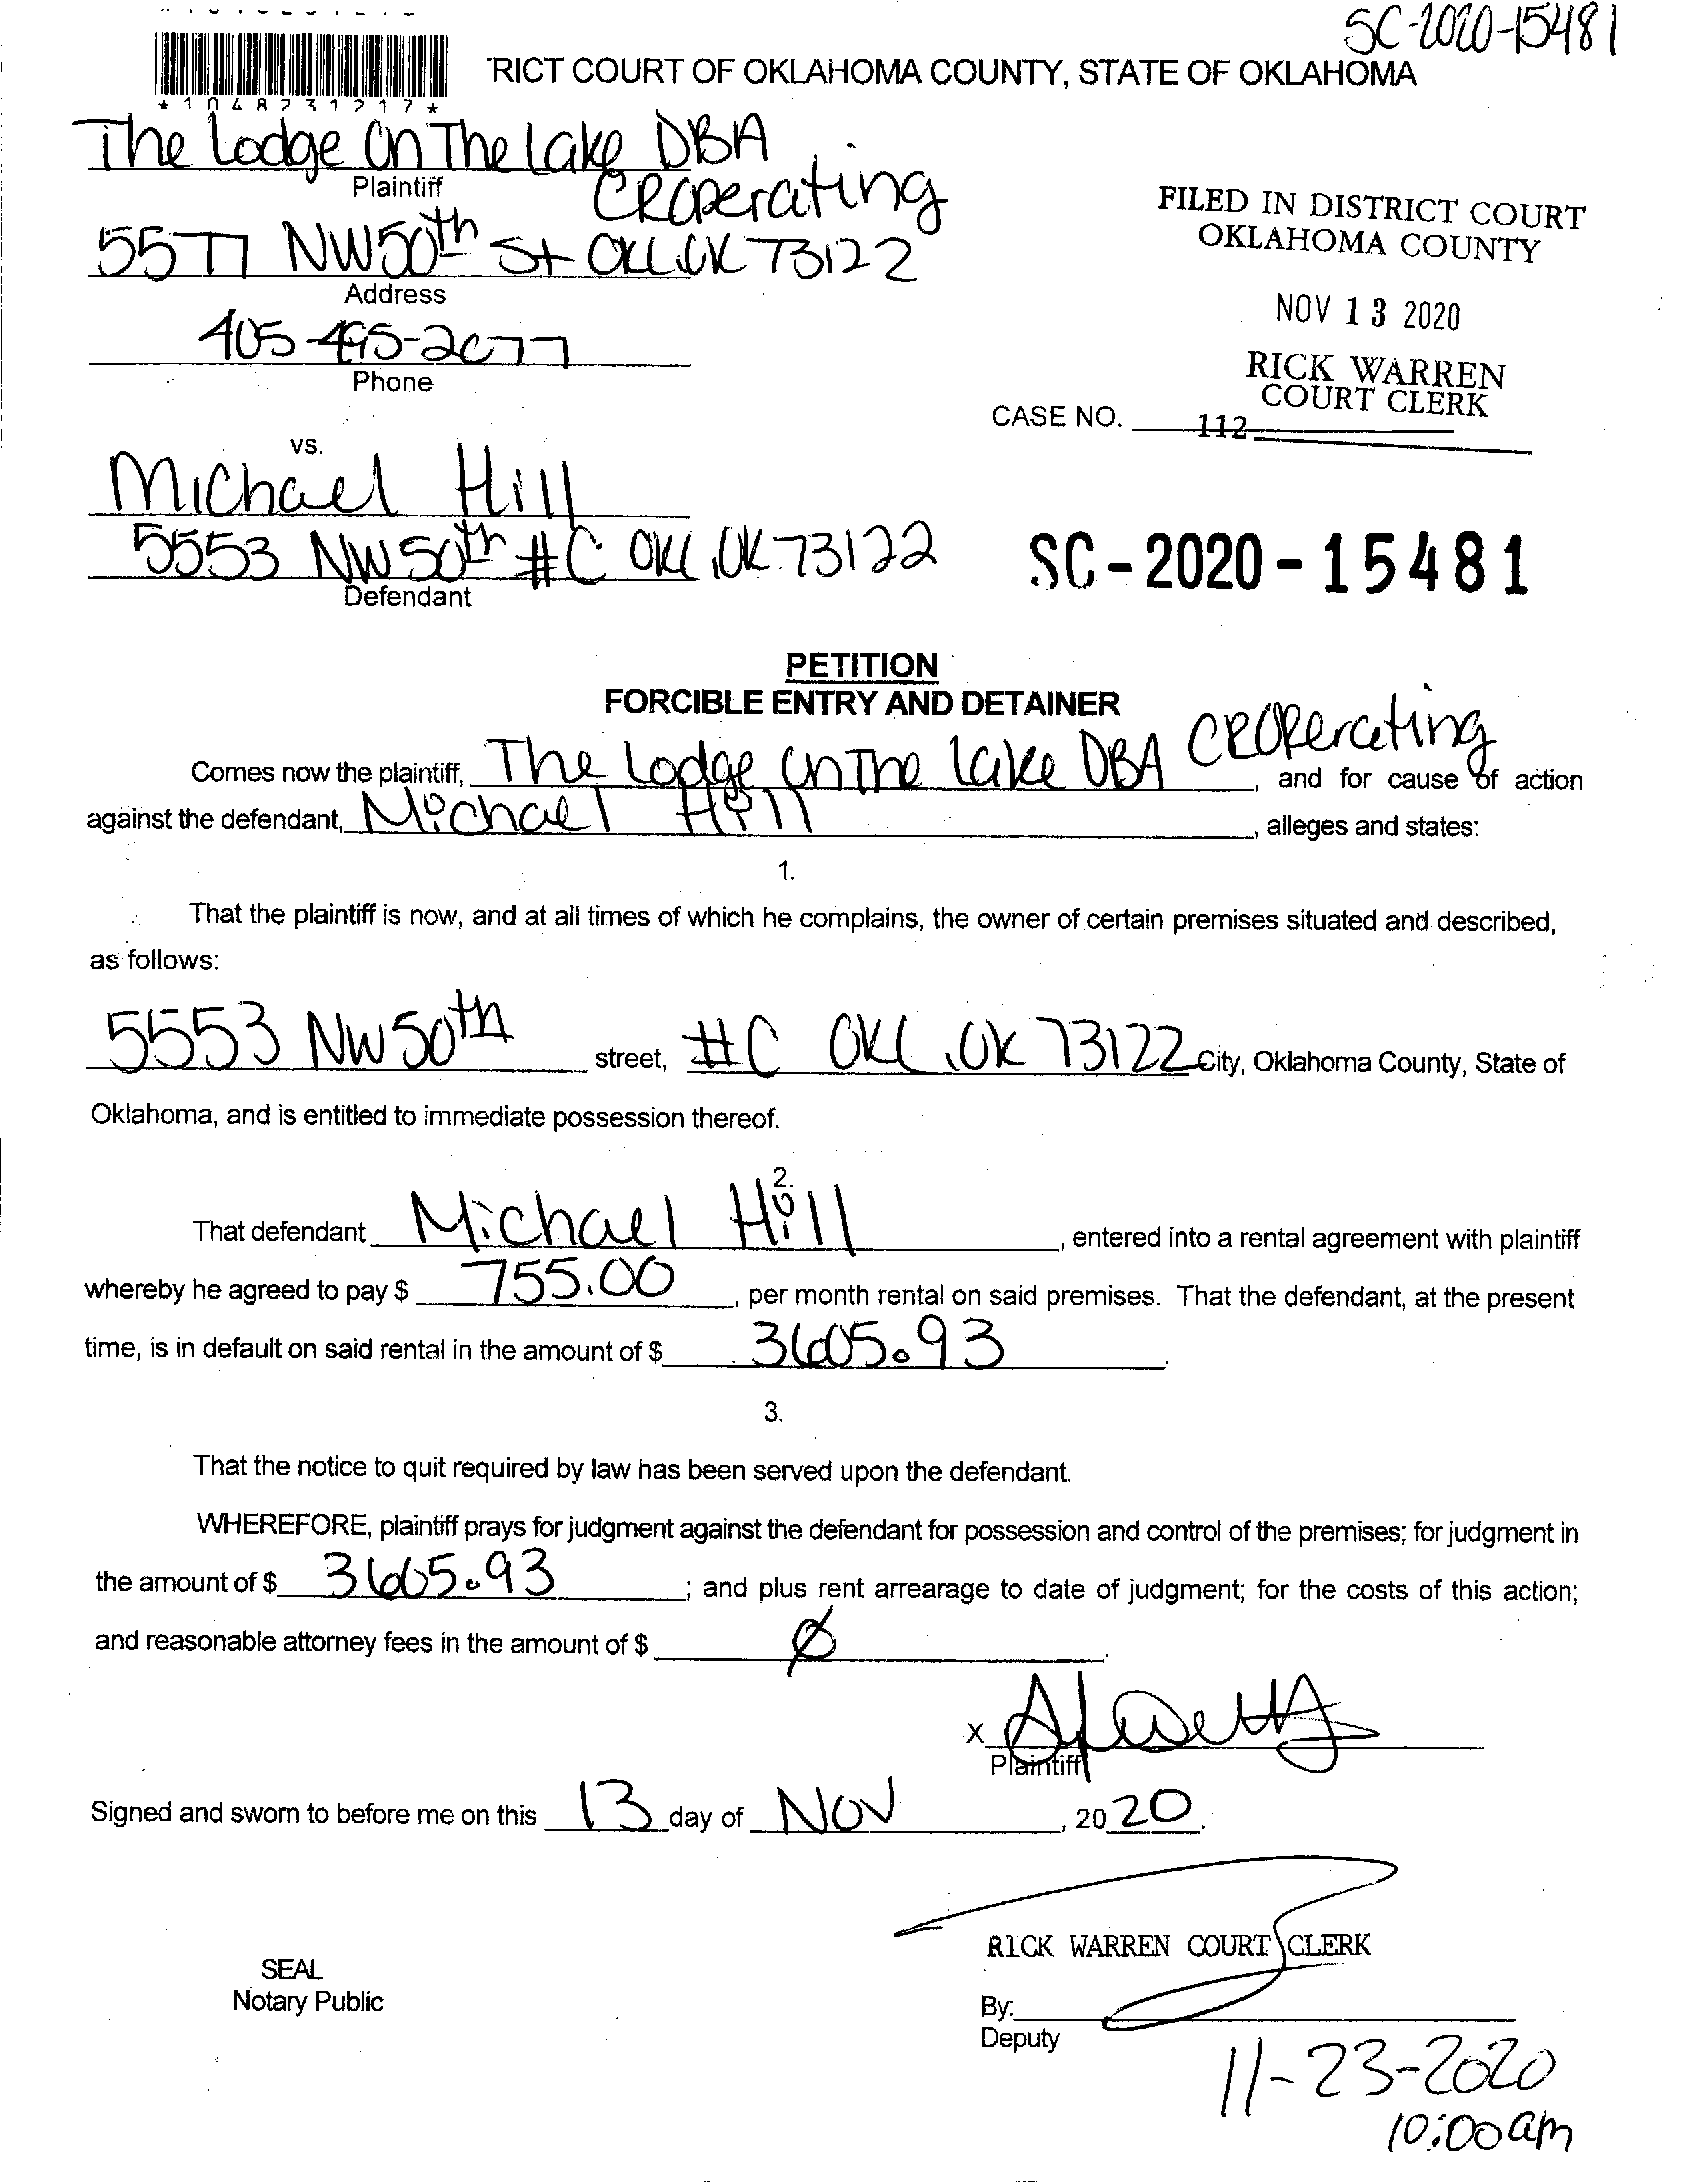 SC-2020-15481
*1048231217*
'RICT COURT OF OKLAHOMA COUNTY, STATE OF OKLAHOMA
The Lodge On The Lake DBA
CROperating
Plaintiff
5577 NW 50th St OKC, OK 73122
Address
405-495-2077
Phone
FILED IN DISTRICT COURT
OKLAHOMA COUNTY
NOV 13 2020
RICK WARREN
COURT CLERK
CASE NO. 112
vs.
Michael Hill
5553 NW 50th #C OKC, OK 73122
Defendant
SC-2020-15481
PETITION
FORCIBLE ENTRY AND DETAINER
Comes now the plaintiff, The Lodge On The Lake DBA CROperating, and for cause of action
against the defendant, Michael Hill, alleges and states:
1.
That the plaintiff is now, and at all times of which he complains, the owner of certain premises situated and described,
as follows:
5553 NW 50th street, #C OKC, OK 73122 City, Oklahoma County, State of
Oklahoma, and is entitled to immediate possession thereof.
2.
That defendant Michael Hill, entered into a rental agreement with plaintiff
whereby he agreed to pay $ 755.00, per month rental on said premises. That the defendant, at the present
time, is in default on said rental in the amount of $ 3605.93.
3.
That the notice to quit required by law has been served upon the defendant.
WHEREFORE, plaintiff prays for judgment against the defendant for possession and control of the premises; for judgment in
the amount of $ 3605.93; and plus rent arrearage to date of judgment; for the costs of this action;
and reasonable attorney fees in the amount of $ Ø.
X
Plaintiff
Signed and sworn to before me on this 13 day of NOV, 20 20.
RICK WARREN COURT CLERK
SEAL
Notary Public
By:
Deputy
11-23-2020
10:00am